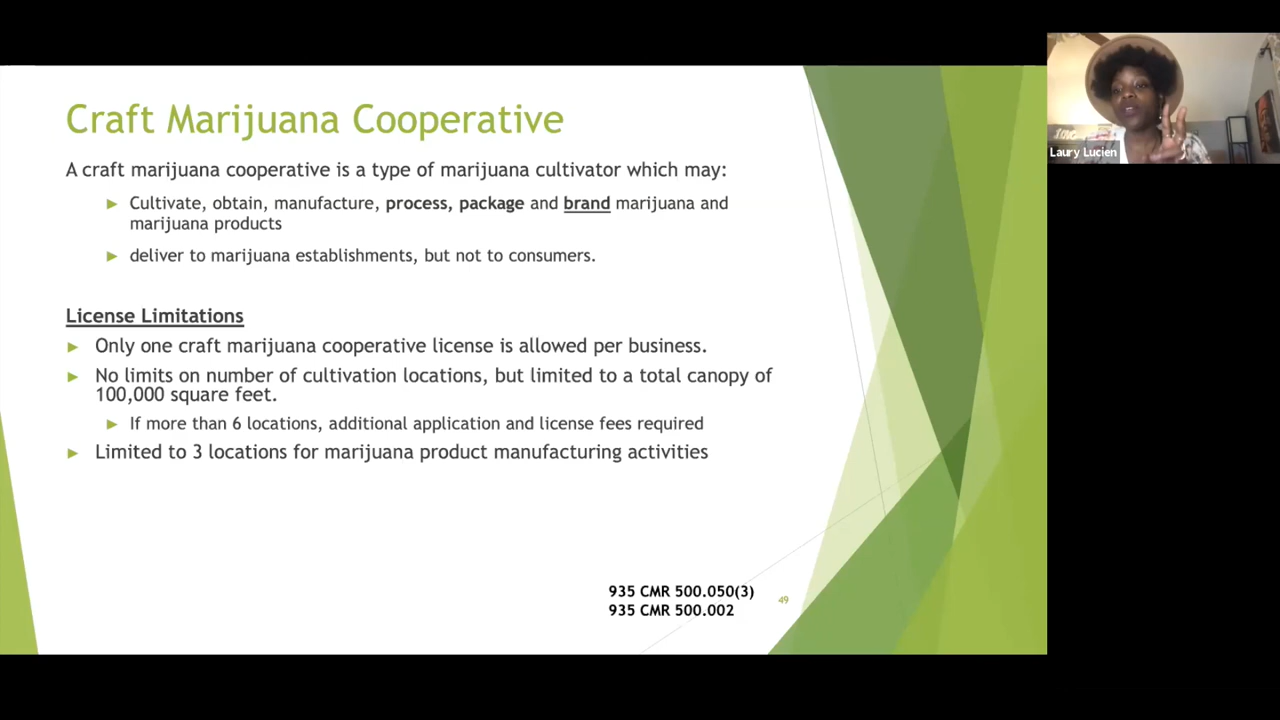 Craft Marijuana Cooperative
A craft marijuana cooperative is a type of marijuana cultivator which may:
► Cultivate, obtain, manufacture, process, package and brand marijuana and
marijuana products
► deliver to marijuana establishments, but not to consumers.
License Limitations
► Only one craft marijuana cooperative license is allowed per business.
► No limits on number of cultivation locations, but limited to a total canopy of
100,000 square feet.
► If more than 6 locations, additional application and license fees required
► Limited to 3 locations for marijuana product manufacturing activities
935 CMR 500.050(3)
935 CMR 500.002
49
Laury Lucien